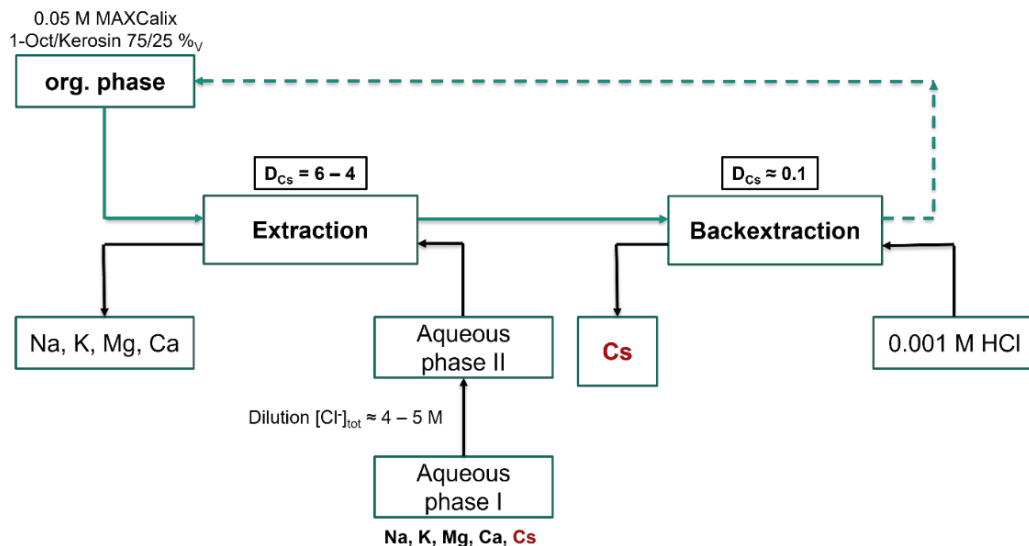 0.05 M MAXCalix
1-Oct/Kerosin 75/25 %V
org. phase
DCs = 6 – 4
DCs ≈ 0.1
Extraction
Backextraction
Na, K, Mg, Ca
Aqueous
phase II
Cs
0.001 M HCl
Dilution [Cl-]tot ≈ 4 – 5 M
Aqueous
phase I
Na, K, Mg, Ca, Cs